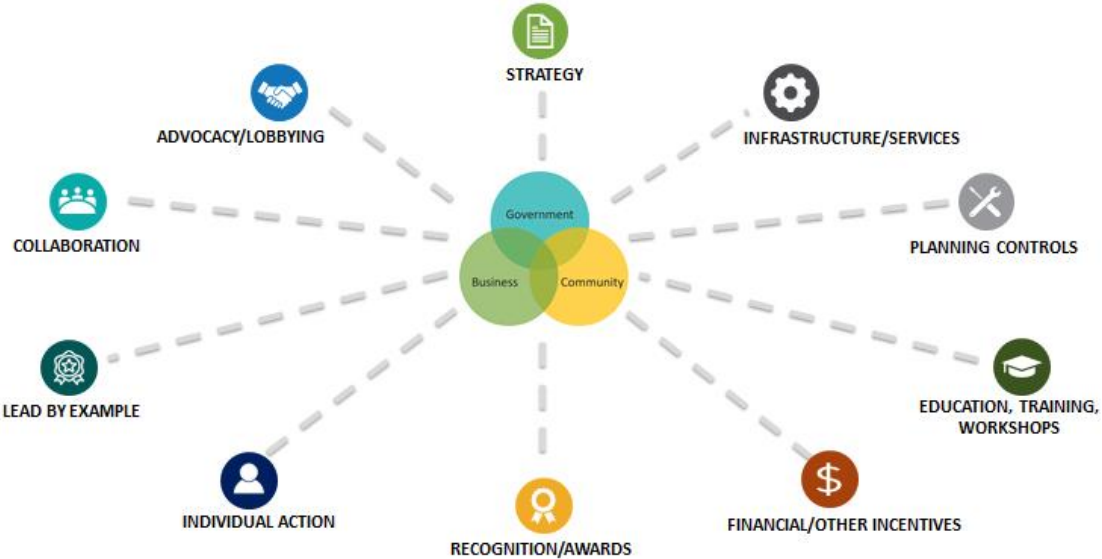 STRATEGY
ADVOCACY/LOBBYING
INFRASTRUCTURE/SERVICES
COLLABORATION
Government
PLANNING CONTROLS
Business
Community
LEAD BY EXAMPLE
EDUCATION, TRAINING,
WORKSHOPS
INDIVIDUAL ACTION
FINANCIAL/OTHER INCENTIVES
RECOGNITION/AWARDS